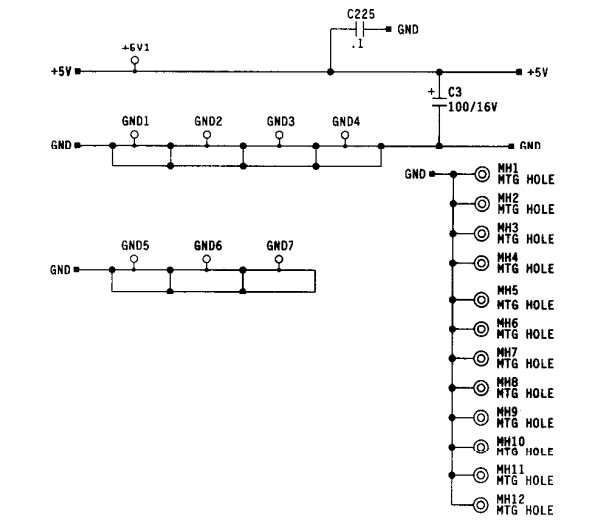 C225
GND
.1
+6V1
+5V
+5V
+ C3
100/16V
GND1 GND2 GND3 GND4
GND
GND
GND
MH1
MTG HOLE
MH2
MTG HOLE
MH3
MTG HOLE
MH4
MTG HOLE
GND5 GND6 GND7
GND
MH5
MTG HOLE
MH6
MTG HOLE
MH7
MTG HOLE
MH8
MTG HOLE
MH9
MTG HOLE
MH10
MTG HOLE
MH11
MTG HOLE
MH12
MTG HOLE